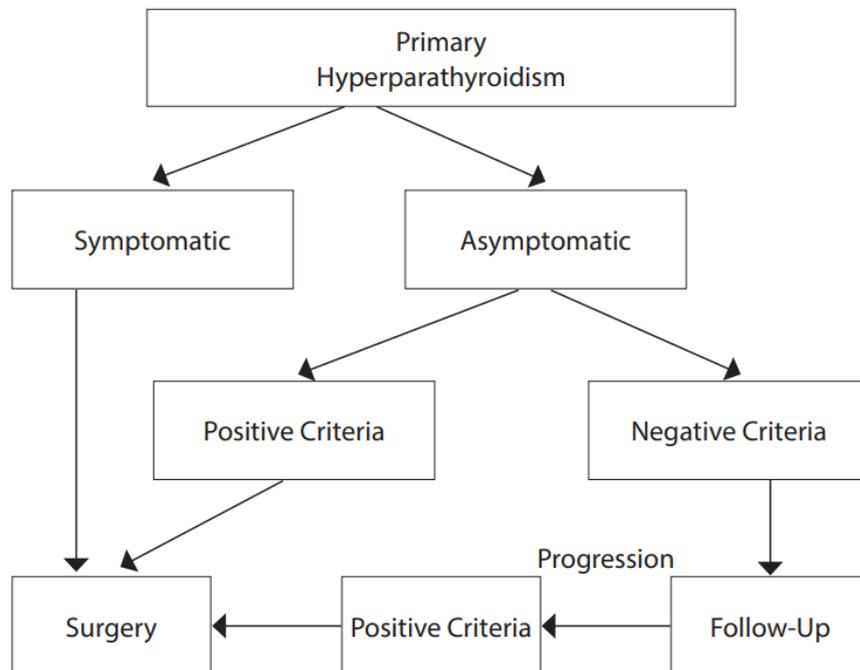 Primary
Hyperparathyroidism
Symptomatic
Asymptomatic
Positive Criteria
Negative Criteria
Progression
Surgery
Positive Criteria
Follow-Up